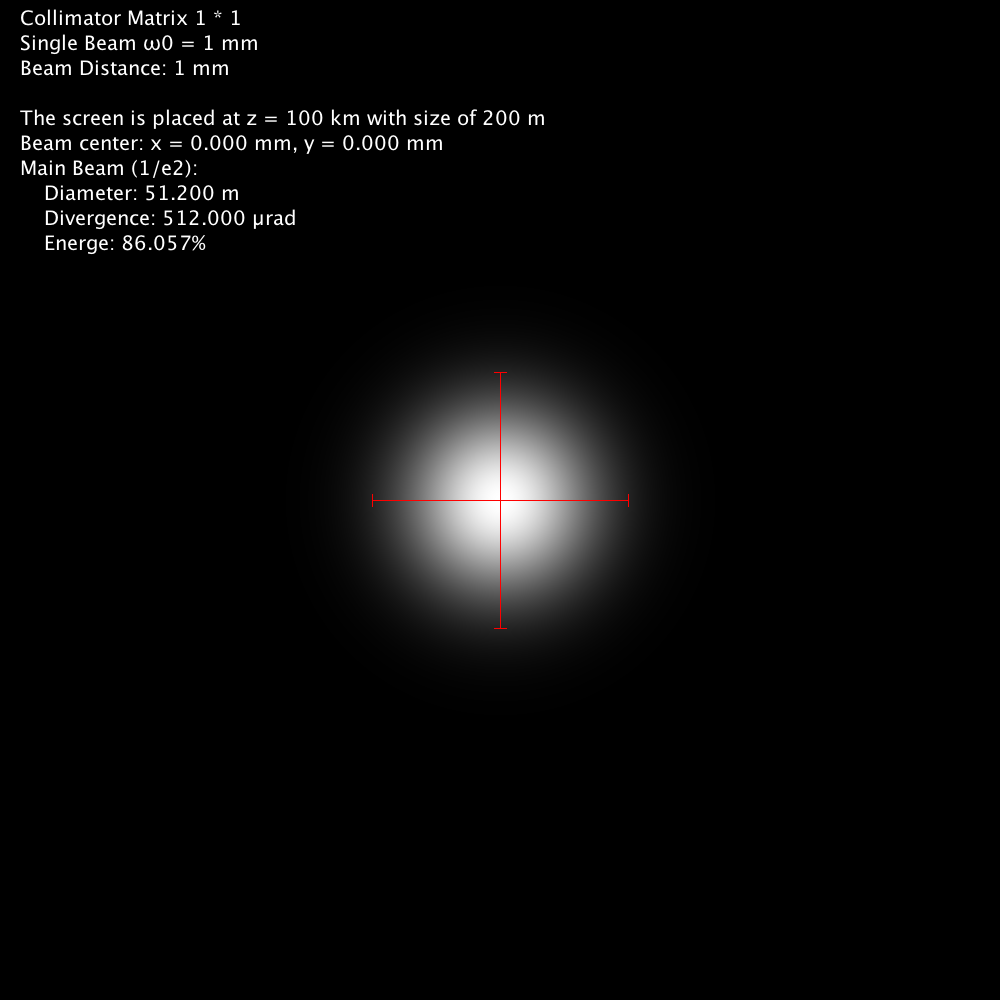 Collimator Matrix 1 * 1
Single Beam ω0 = 1 mm
Beam Distance: 1 mm
The screen is placed at z = 100 km with size of 200 m
Beam center: x = 0.000 mm, y = 0.000 mm
Main Beam (1/e2):
Diameter: 51.200 m
Divergence: 512.000 μrad
Energe: 86.057%